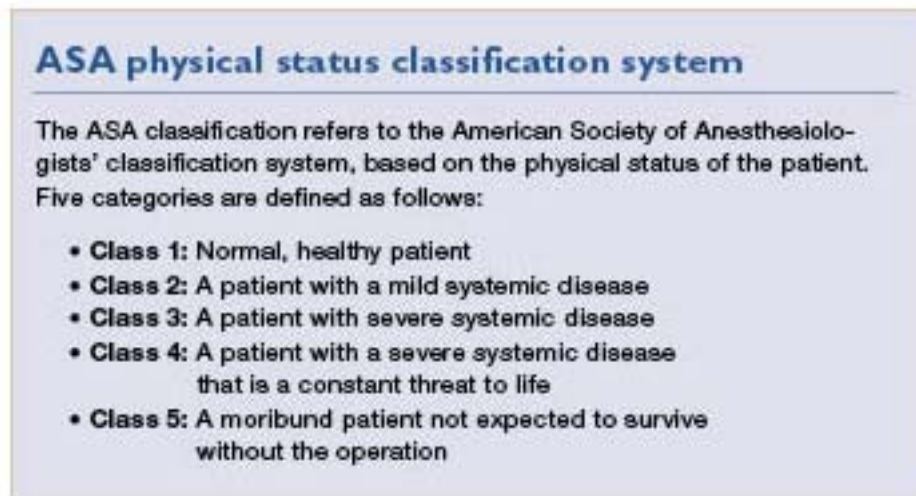 ASA physical status classification system
The ASA classification refers to the American Society of Anesthesiolo-
gists' classification system, based on the physical status of the patient.
Five categories are defined as follows:
• Class 1: Normal, healthy patient
• Class 2: A patient with a mild systemic disease
• Class 3: A patient with severe systemic disease
• Class 4: A patient with a severe systemic disease
that is a constant threat to life
• Class 5: A moribund patient not expected to survive
without the operation